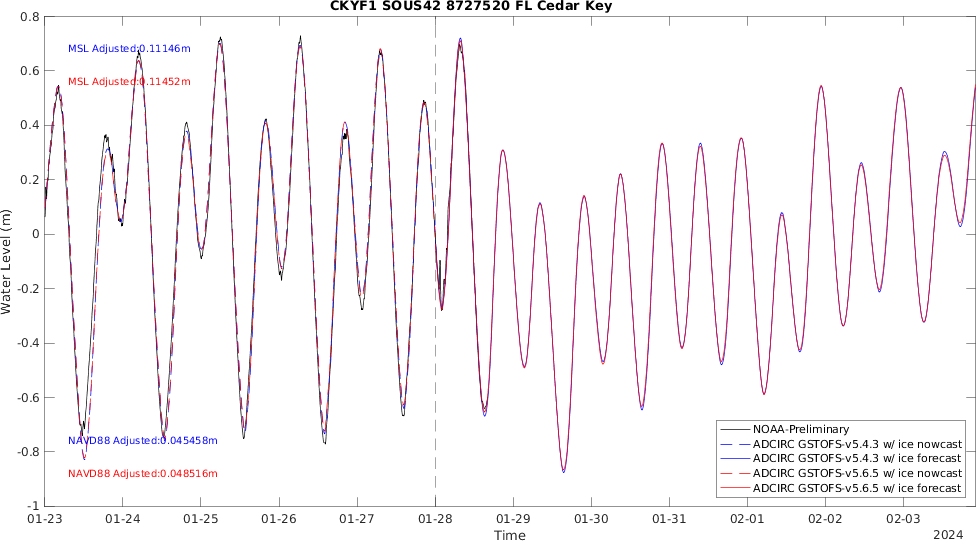 CKYF1 SOUS42 8727520 FL Cedar Key
0.8
0.6
0.4
0.2
0
-0.2
-0.4
-0.6
-0.8
-1
Water Level (m)
MSL Adjusted:0.11146m
MSL Adjusted:0.11452m
NAVD88 Adjusted:0.045458m
NAVD88 Adjusted:0.048516m
NOAA-Preliminary
ADCIRC GSTOFS-v5.4.3 w/ ice nowcast
ADCIRC GSTOFS-v5.4.3 w/ ice forecast
ADCIRC GSTOFS-v5.6.5 w/ ice nowcast
ADCIRC GSTOFS-v5.6.5 w/ ice forecast
01-23 01-24 01-25 01-26 01-27 01-28 01-29 01-30 01-31 02-01 02-02 02-03
Time
2024